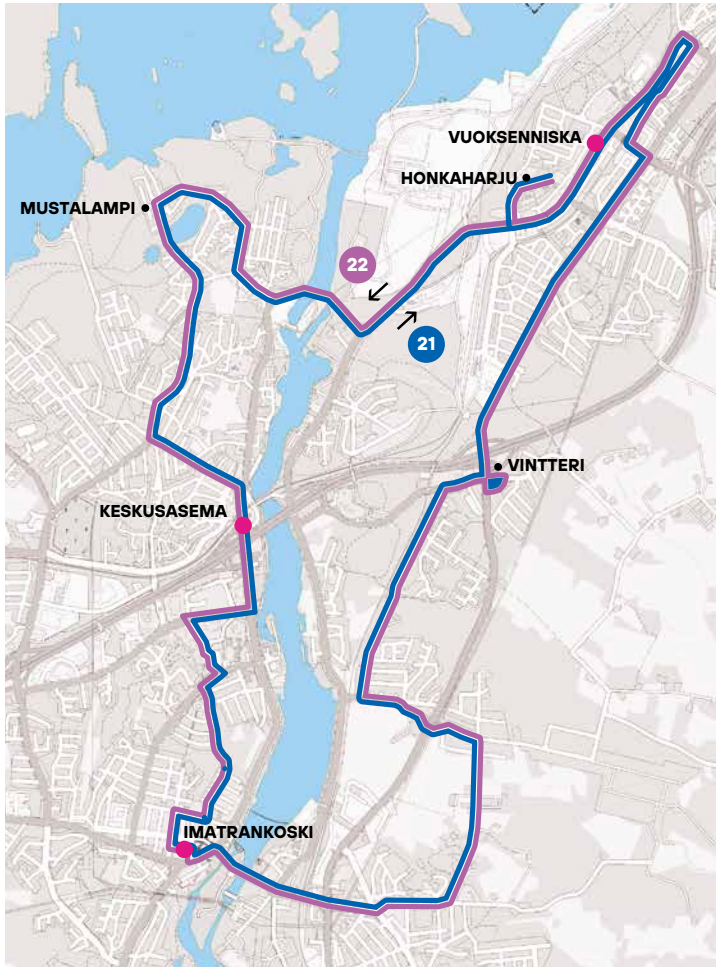 VUOKSENNISKA
HONKAHARJU
MUSTALAMPI
22
21
VINTTERI
KESKUSASEMA
IMATRANKOSKI